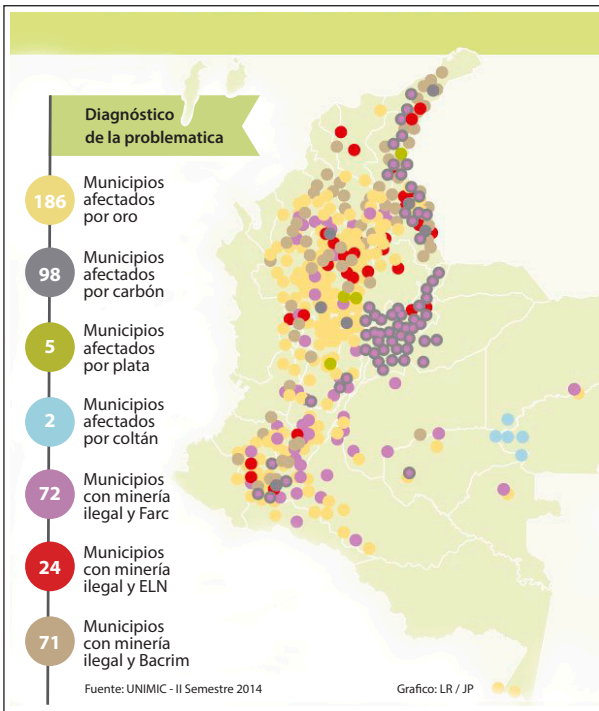 Diagnóstico
de la problematica
186
Municipios
afectados
por oro
98
Municipios
afectados
por carbón
5
Municipios
afectados
por plata
2
Municipios
afectados
por coltán
72
Municipios
con minería
ilegal y Farc
24
Municipios
con minería
ilegal y ELN
71
Municipios
con minería
ilegal y Bacrim
Fuente: UNIMIC - II Semestre 2014
Grafico: LR / JP